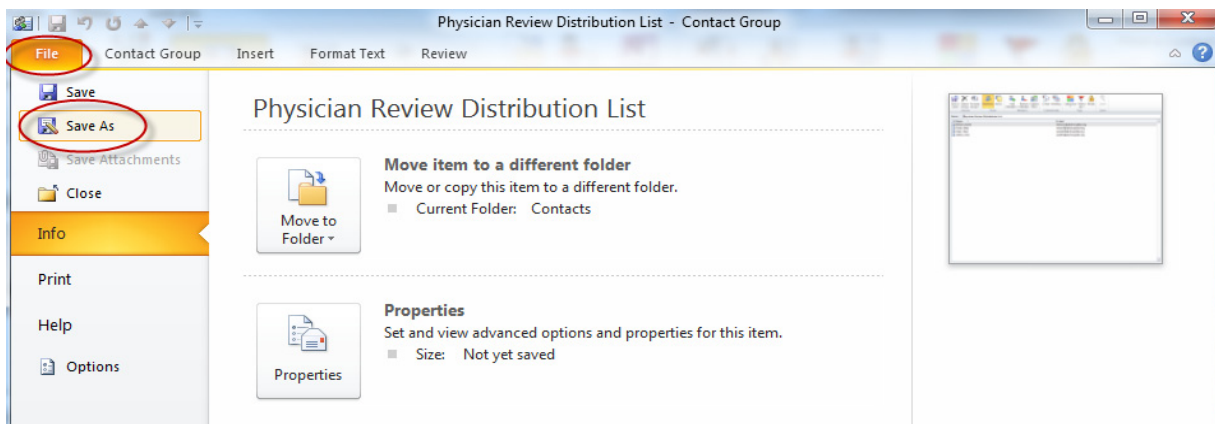 Physician Review Distribution List - Contact Group
File Contact Group Insert Format Text Review
Save
Save As
Save Attachments
Close
Info
Print
Help
Options
Physician Review Distribution List
Move to
Folder
Move item to a different folder
Move or copy this item to a different folder.
Current Folder: Contacts
Properties
Properties
Set and view advanced options and properties for this item.
Size: Not yet saved